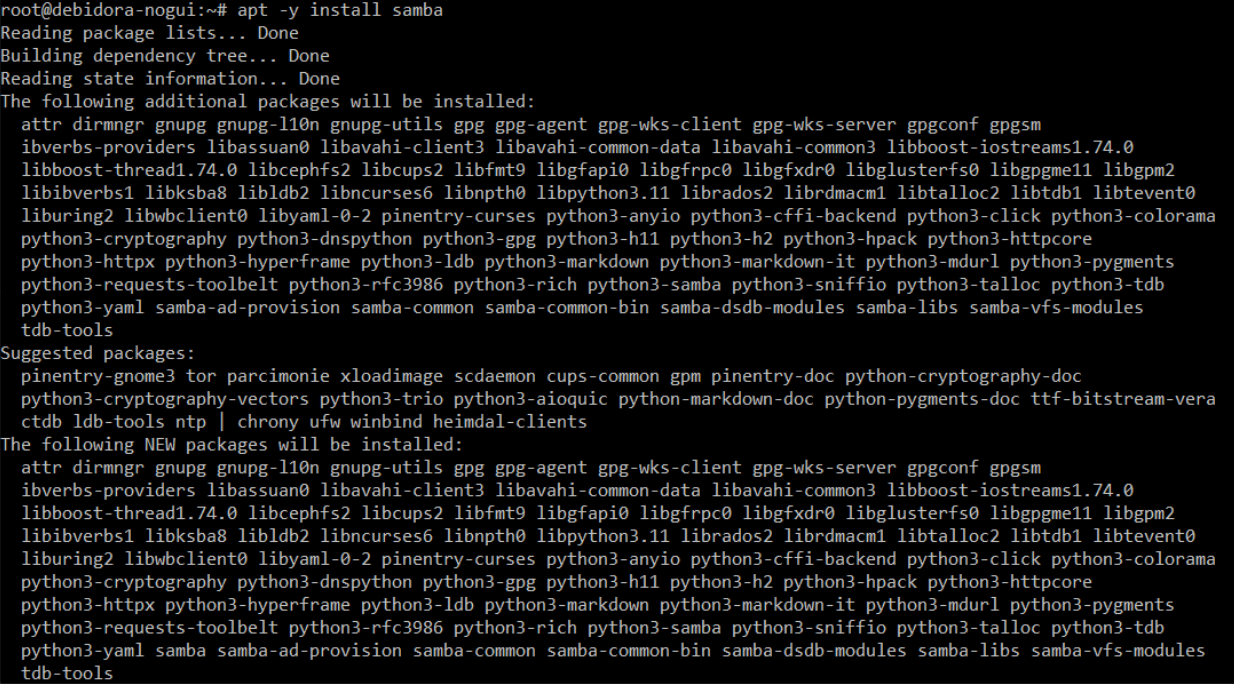 root@debidora-nogui:~# apt -y install samba
Reading package lists... Done
Building dependency tree... Done
Reading state information... Done
The following additional packages will be installed:
  attr dirmngr gnupg gnupg-l10n gnupg-utils gpg gpg-agent gpg-wks-client gpg-wks-server gpgconf gpgsm
  ibverbs-providers libassuan0 libavahi-client3 libavahi-common-data libavahi-common3 libboost-iostreams1.74.0
  libboost-thread1.74.0 libcephfs2 libcups2 libfmt9 libgfapi0 libgfrpc0 libgfxdr0 libglusterfs0 libgpgme11 libgpm2
  libibverbs1 libksba8 libldb2 libncurses6 libnpth0 libpython3.11 librados2 librdmacm1 libtalloc2 libtdb1 libtevent0
  liburing2 libwbclient0 libyaml-0-2 pinentry-curses python3-anyio python3-cffi-backend python3-click python3-colorama
  python3-cryptography python3-dnspython python3-gpg python3-h11 python3-h2 python3-hpack python3-httpcore
  python3-httpx python3-hyperframe python3-ldb python3-markdown python3-markdown-it python3-mdurl python3-pygments
  python3-requests-toolbelt python3-rfc3986 python3-rich python3-samba python3-sniffio python3-talloc python3-tdb
  python3-yaml samba-ad-provision samba-common samba-common-bin samba-dsdb-modules samba-libs samba-vfs-modules
  tdb-tools
Suggested packages:
  pinentry-gnome3 tor parcimonie xloadimage scdaemon cups-common gpm pinentry-doc python-cryptography-doc
  python3-cryptography-vectors python3-trio python3-aioquic python-markdown-doc python-pygments-doc ttf-bitstream-vera
  ctdb ldb-tools ntp | chrony ufw winbind heimdal-clients
The following NEW packages will be installed:
  attr dirmngr gnupg gnupg-l10n gnupg-utils gpg gpg-agent gpg-wks-client gpg-wks-server gpgconf gpgsm
  ibverbs-providers libassuan0 libavahi-client3 libavahi-common-data libavahi-common3 libboost-iostreams1.74.0
  libboost-thread1.74.0 libcephfs2 libcups2 libfmt9 libgfapi0 libgfrpc0 libgfxdr0 libglusterfs0 libgpgme11 libgpm2
  libibverbs1 libksba8 libldb2 libncurses6 libnpth0 libpython3.11 librados2 librdmacm1 libtalloc2 libtdb1 libtevent0
  liburing2 libwbclient0 libyaml-0-2 pinentry-curses python3-anyio python3-cffi-backend python3-click python3-colorama
  python3-cryptography python3-dnspython python3-gpg python3-h11 python3-h2 python3-hpack python3-httpcore
  python3-httpx python3-hyperframe python3-ldb python3-markdown python3-markdown-it python3-mdurl python3-pygments
  python3-requests-toolbelt python3-rfc3986 python3-rich python3-samba python3-sniffio python3-talloc python3-tdb
  python3-yaml samba samba-ad-provision samba-common samba-common-bin samba-dsdb-modules samba-libs samba-vfs-modules
  tdb-tools